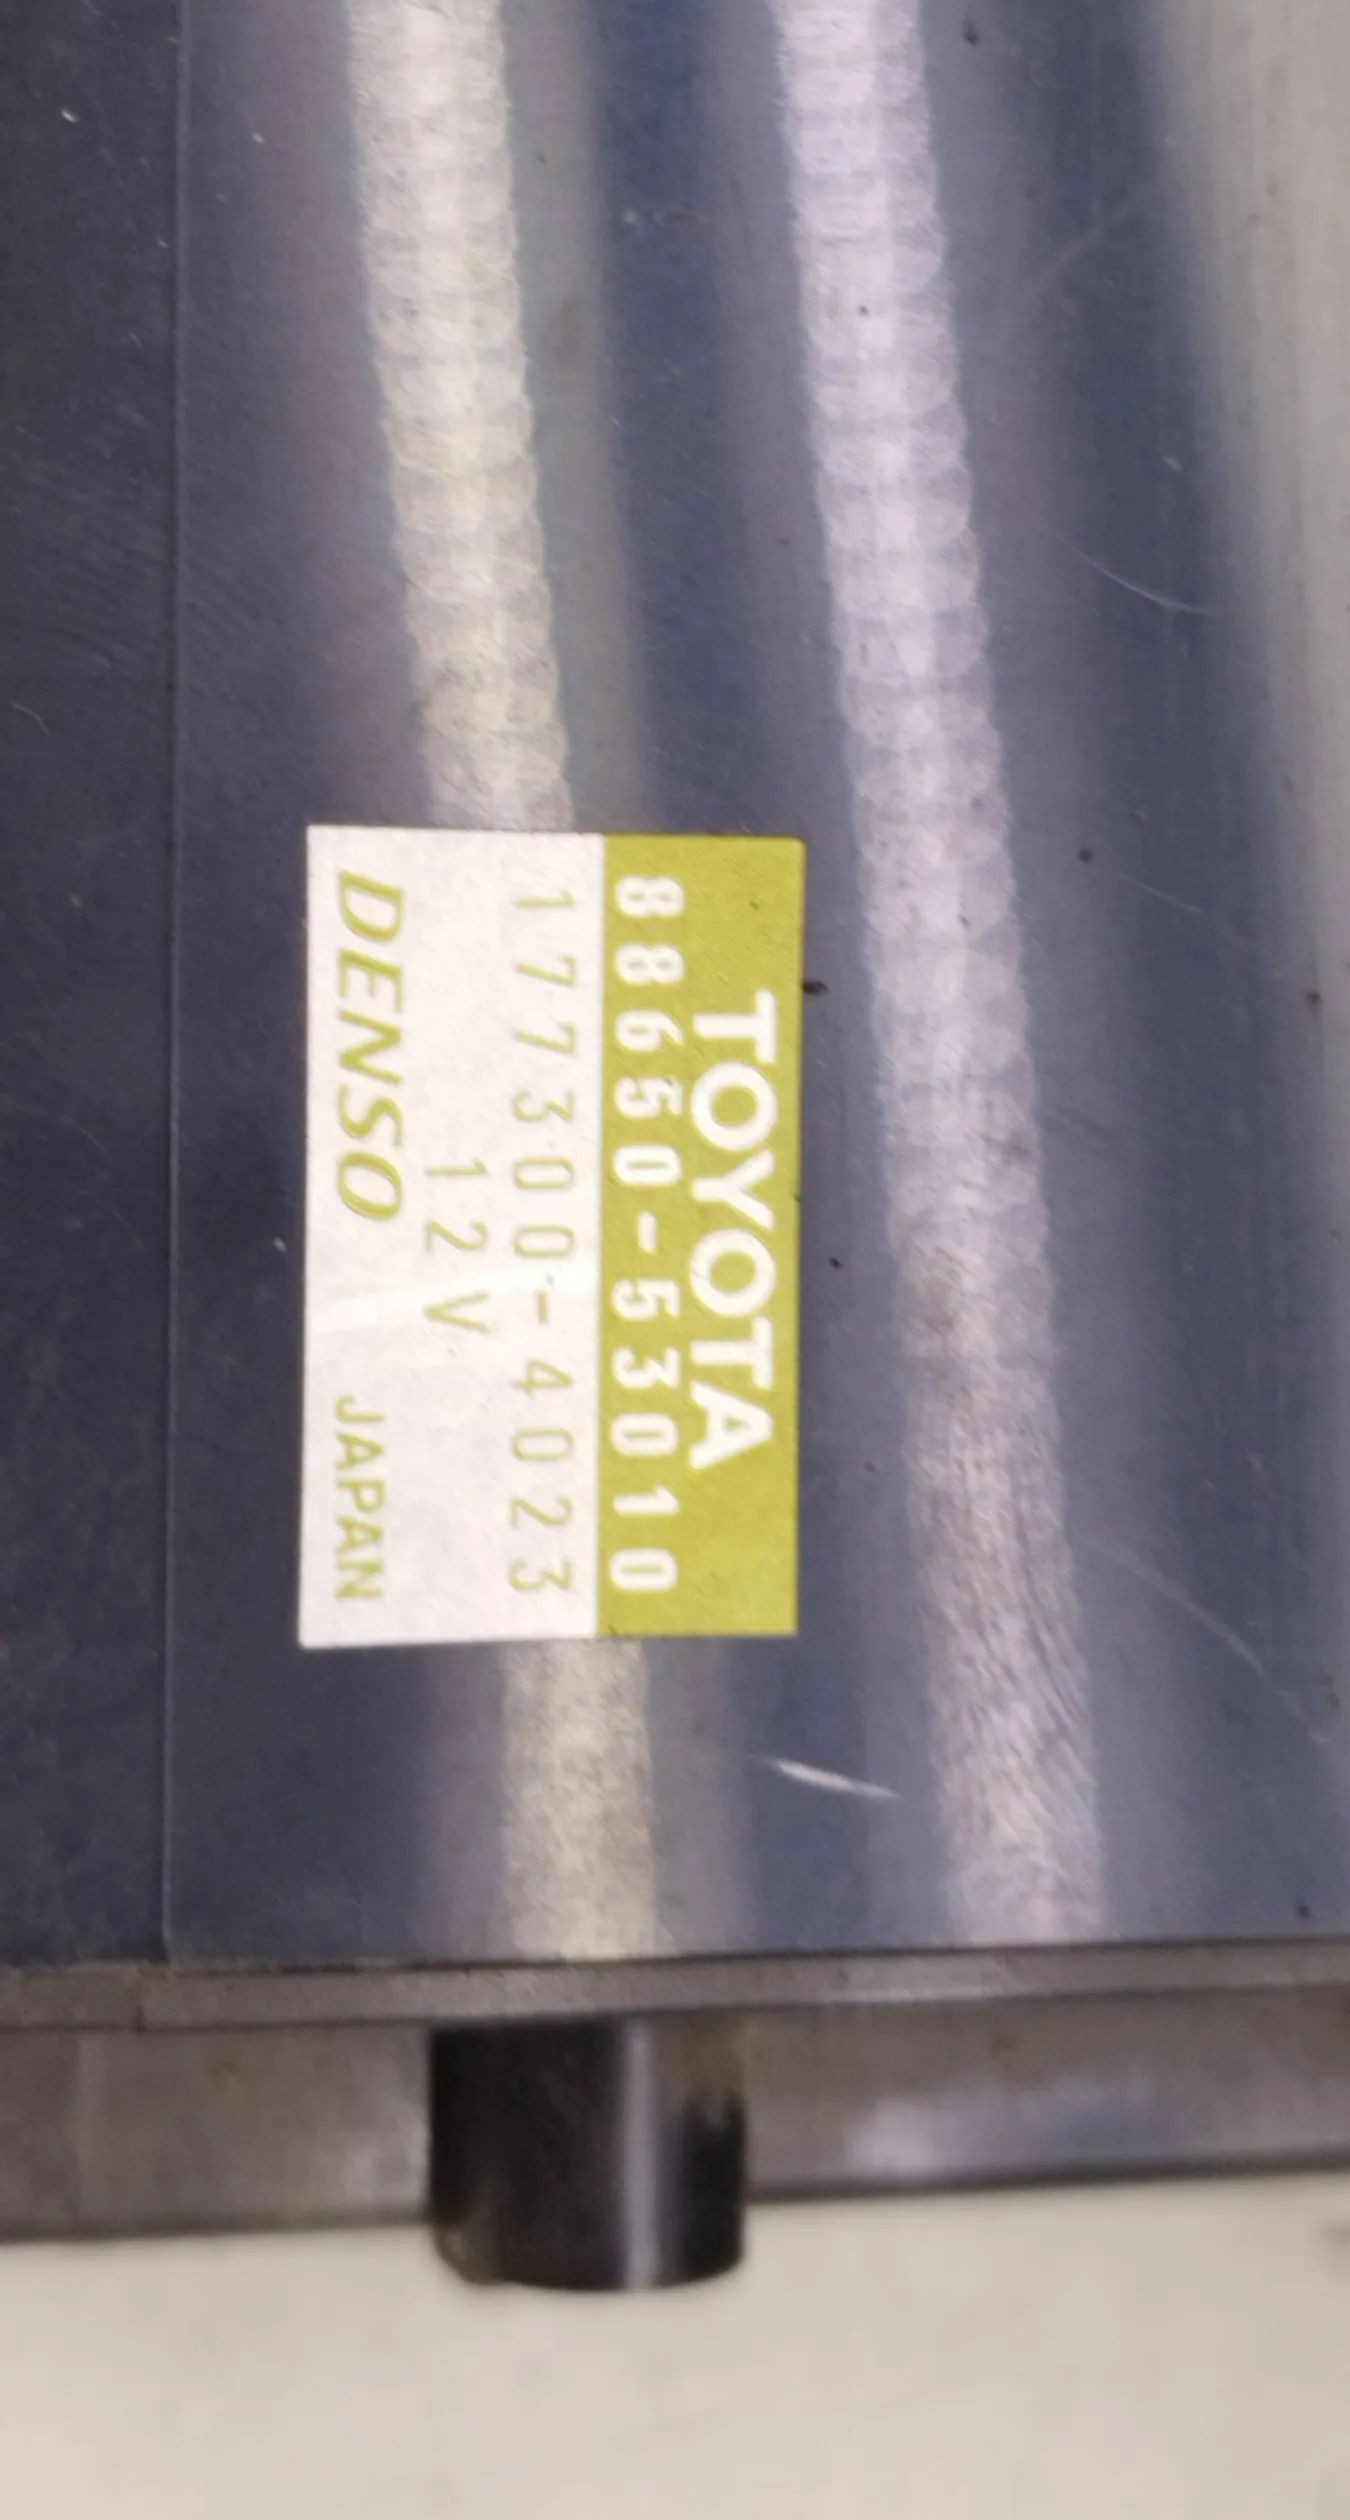 TOYOTA
88650-53010
177300-4023
12V
DENSO JAPAN